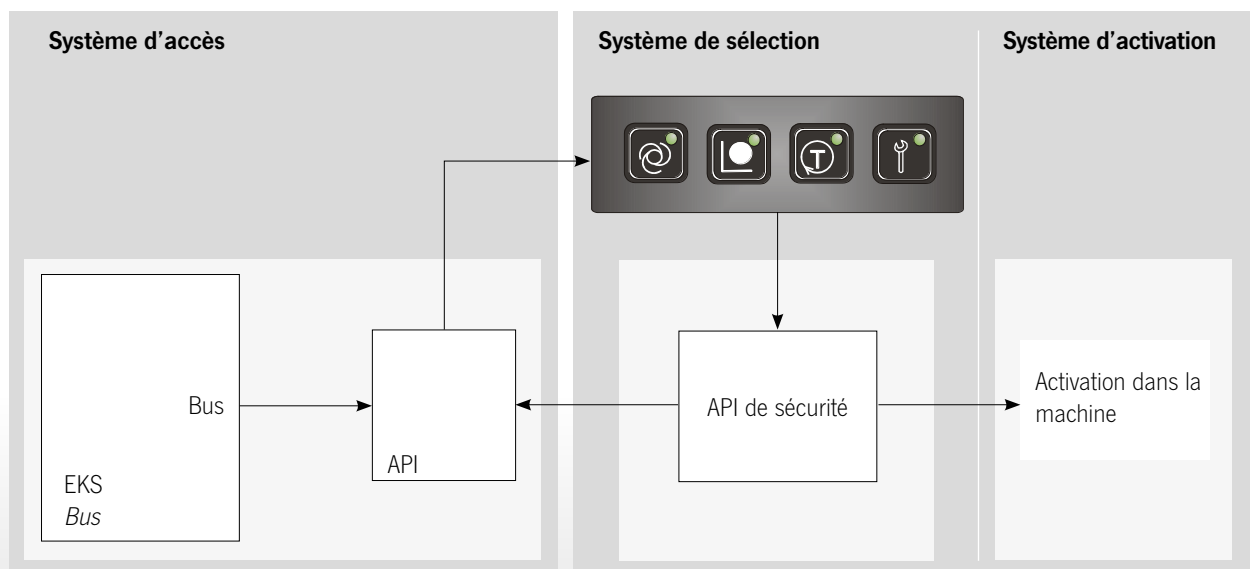 Système d’accès
Système de sélection
Système d’activation
T
Bus
EKS
Bus
API
API de sécurité
Activation dans la
machine